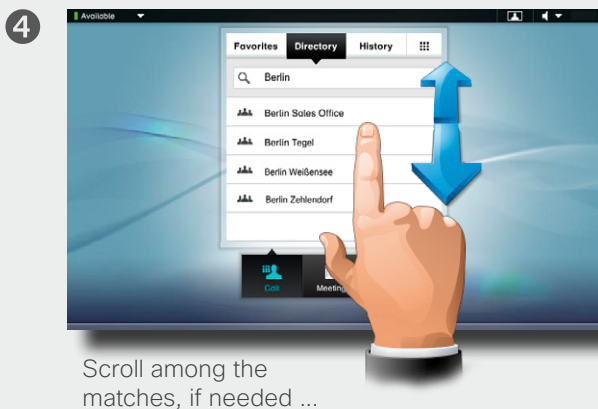 4
Available
Favorites Directory History
Berlin
Berlin Sales Office
Berlin Tegel
Berlin Weißensee
Berlin Zehlendorf
Call Meeting
Scroll among the
matches, if needed ...